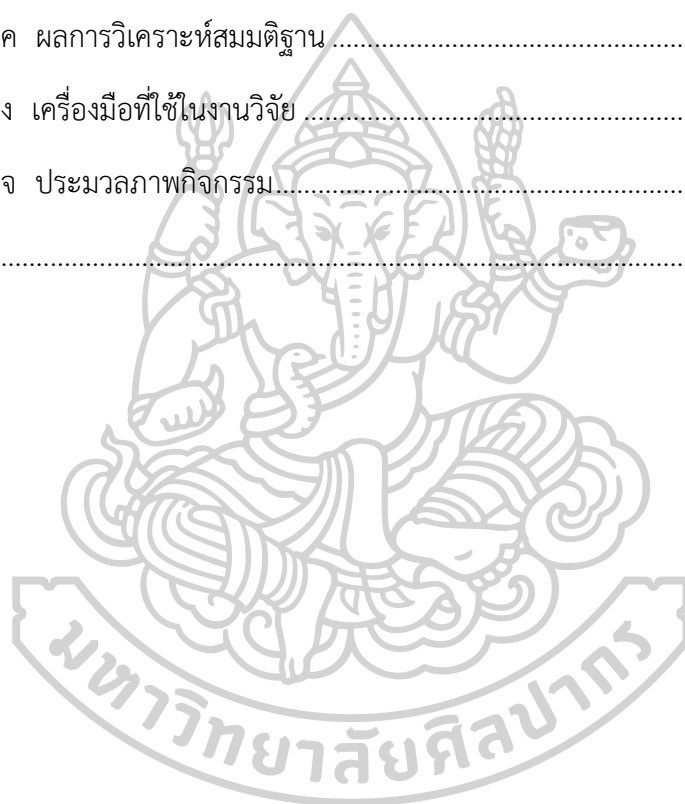 ค ผลการวิเคราะห์สมมติฐาน ........................................................
ง เครื่องมือที่ใช้ในงานวิจัย ............................................................
จ ประมวลภาพกิจกรรม.................................................................
................................................................................................
มหาวิทยาลัยศิลปากร